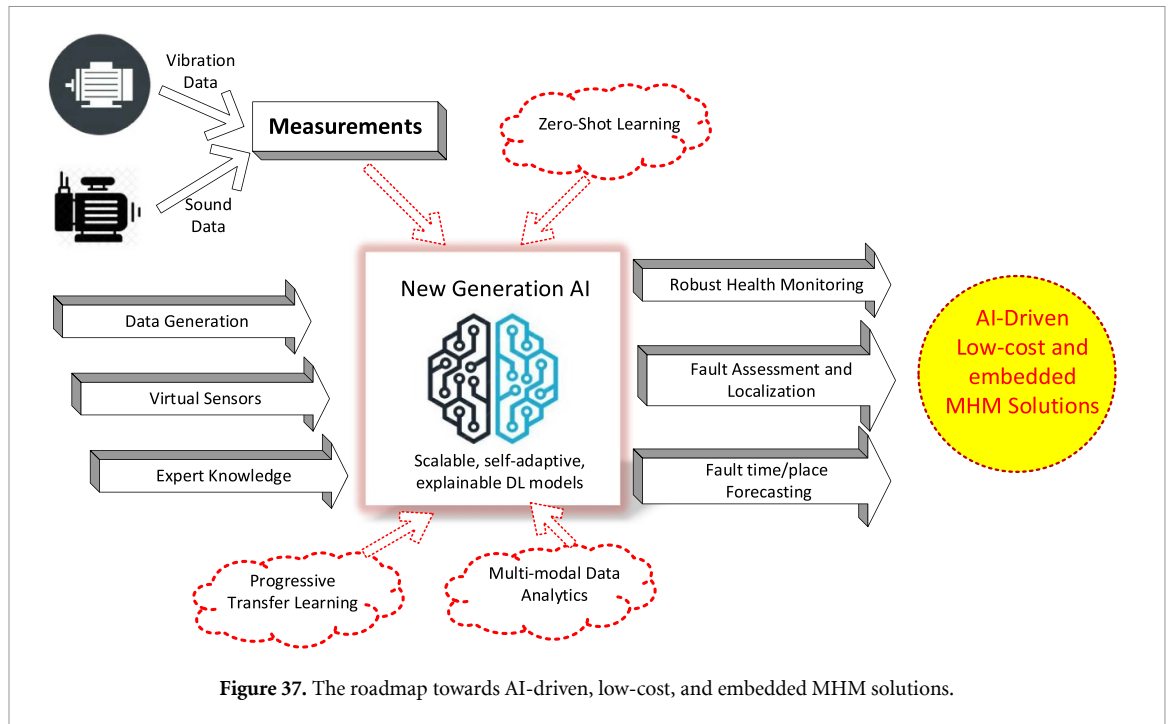 Vibration
Data
Measurements
Zero-Shot Learning
Sound
Data
New Generation AI
Scalable, self-adaptive,
explainable DL models
Data Generation
Virtual Sensors
Expert Knowledge
Robust Health Monitoring
Fault Assessment and
Localization
Fault time/place
Forecasting
AI-Driven
Low-cost and
embedded
MHM Solutions
Progressive
Transfer Learning
Multi-modal Data
Analytics
Figure 37. The roadmap towards AI-driven, low-cost, and embedded MHM solutions.